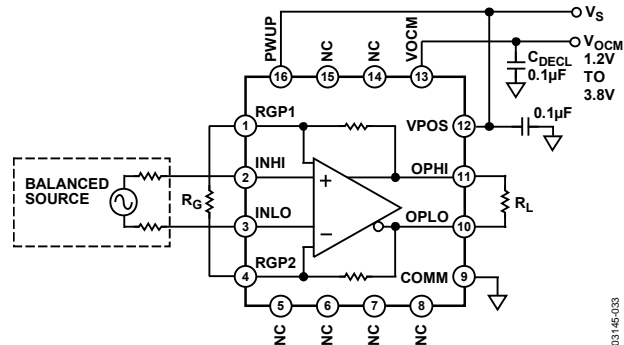 VS
PWUP
NC
NC
VOCM
VOCM
1.2V
TO
3.8V
CDECL
0.1µF
16
15
14
13
0.1µF
1
RGP1
VPOS
12
BALANCED
SOURCE
RG
2
INHI
+
OPHI
11
RL
3
INLO
−
OPLO
10
4
RGP2
COMM
9
5
6
7
8
NC
NC
NC
NC
03145-033